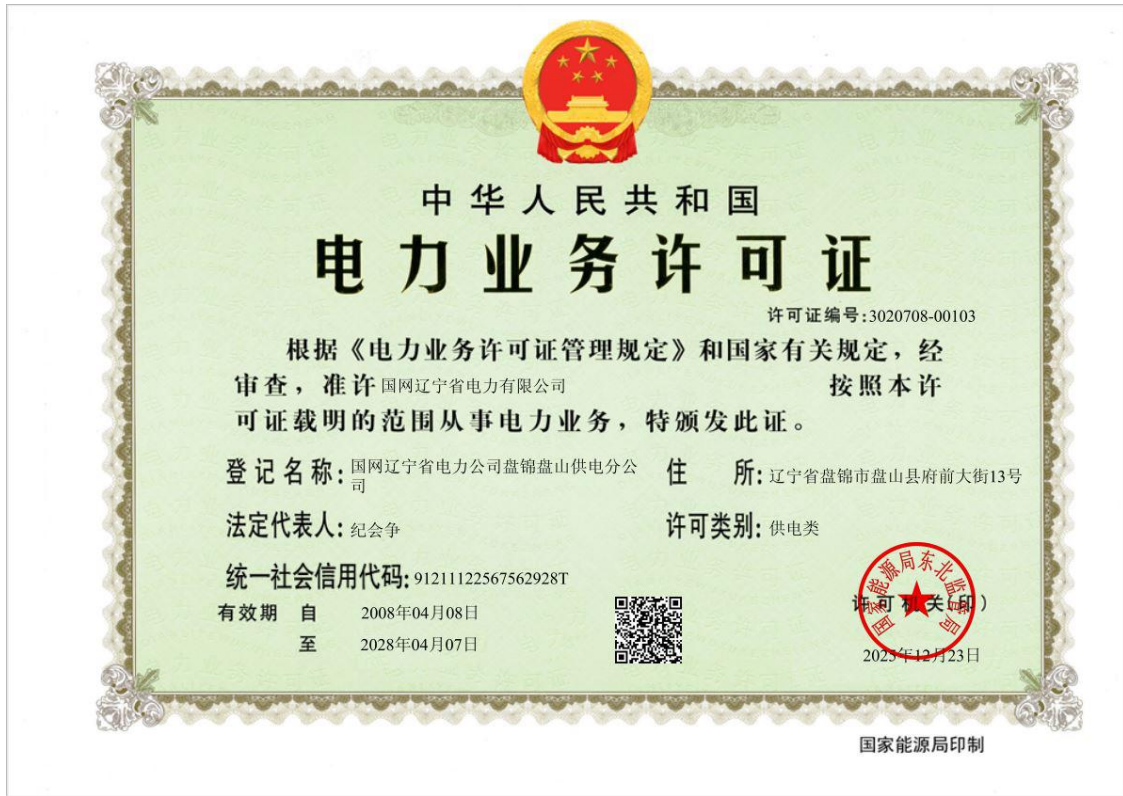 中华人民共和国
电力业务许可证
许可证编号:3020708-00103
根据《电力业务许可证管理规定》和国家有关规定，经
审查，准许 国网辽宁省电力有限公司 按照本许
可证载明的范围从事电力业务，特颁发此证。
登记名称: 国网辽宁省电力公司盘锦盘山供电分公
司
住 所: 辽宁省盘锦市盘山县府前大街13号
法定代表人: 纪会争
许可类别: 供电类
统一社会信用代码: 91211122567562928T
有效期 自 2008年04月08日
至 2028年04月07日
国家能源局东北监管局
许可机关(印)
2025年12月23日
国家能源局印制